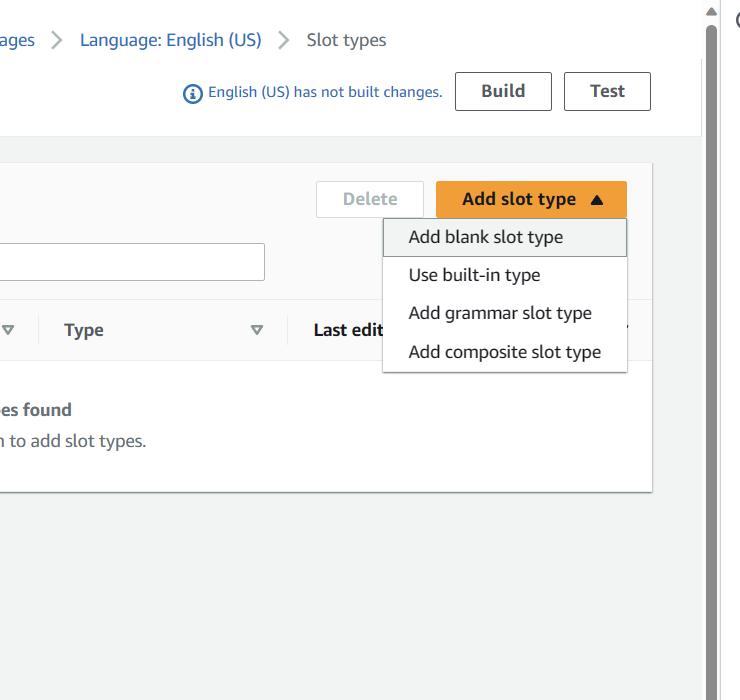 ages > Language: English (US) > Slot types
English (US) has not built changes. Build Test
Delete Add slot type
Add blank slot type
Use built-in type
Add grammar slot type
Add composite slot type
Type Last edit
es found
n to add slot types.